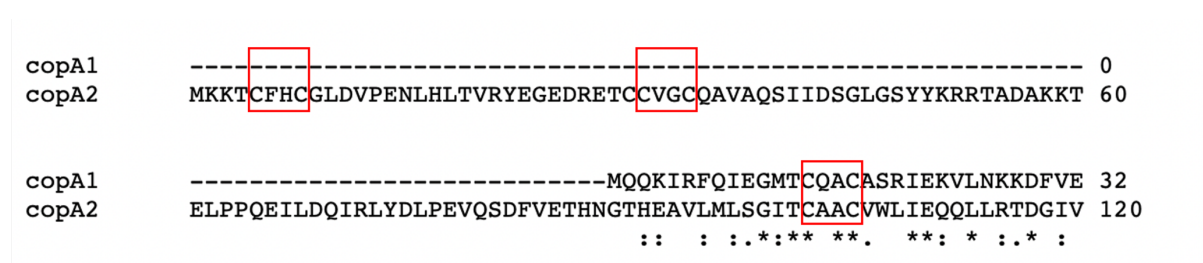 copA1 ------------------------------------------------------------ 0
copA2 MKKTCFHCGLDVPENLHLTVRYEGEDRETCCVGCQAVAQSIIDSGLGSYYKRRTADAKKT 60
copA1 ----------------------------MQQKIRFQIEGMTCQACASRIEKVLNKKDFVE 32
copA2 ELPPQEILDQIRLYDLPEVQSDFVETHNGTHEAVLMLSGITCAACVWLIEQQLLRTDGIV 120
:: : :.*:** **. **: * :.* :